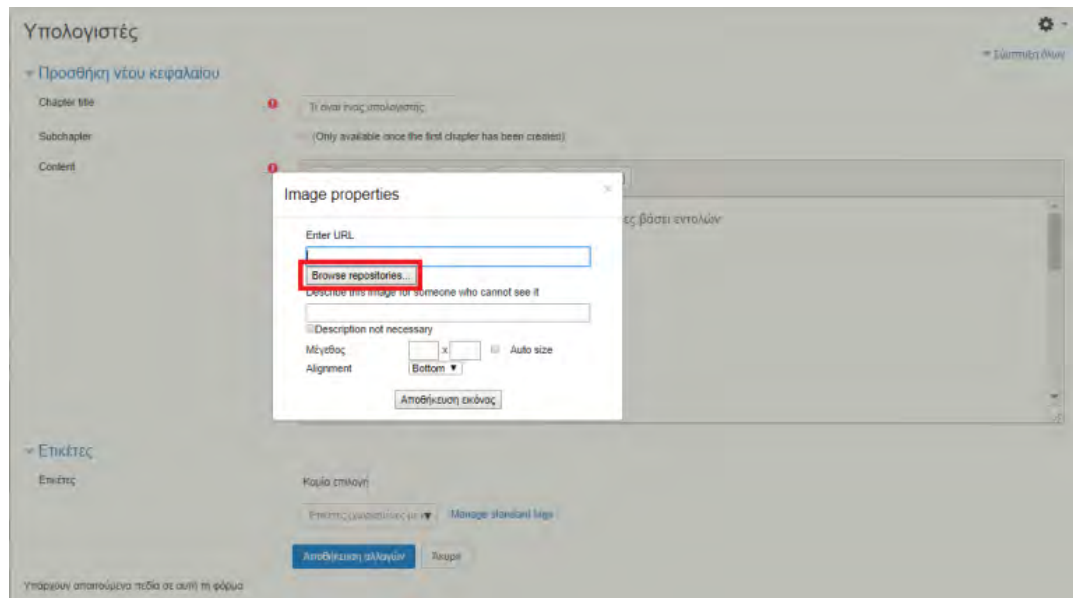 Υπολογιστές
Σύμπτυξη όλων
Προσθήκη νέου κεφαλαίου
Chapter title
Τι είναι ένας υπολογιστής
Subchapter
(Only available once the first chapter has been created)
Content
Image properties
ες βάσει εντολών
Enter URL
Browse repositories...
Describe this image for someone who cannot see it
Description not necessary
Μέγεθος x Auto size
Alignment Bottom
Αποθήκευση εικόνας
Ετικέτες
Ετικέτες
Καμία επιλογή
Manage standard tags
Αποθήκευση αλλαγών
Άκυρο
Υπάρχουν απαιτούμενα πεδία σε αυτή τη φόρμα